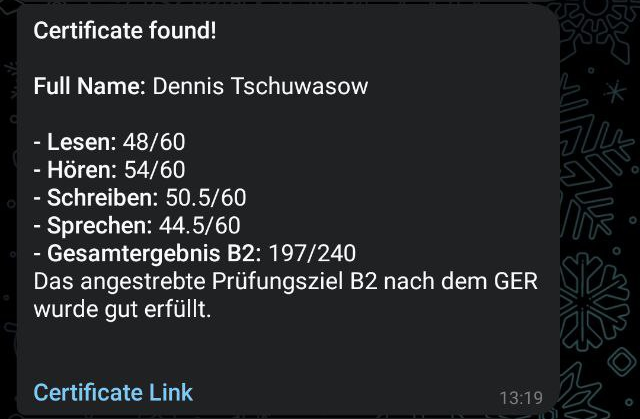 Certificate found!
Full Name: Dennis Tschuwasow
- Lesen: 48/60
- Hören: 54/60
- Schreiben: 50.5/60
- Sprechen: 44.5/60
- Gesamtergebnis B2: 197/240
Das angestrebte Prüfungsziel B2 nach dem GER
wurde gut erfüllt.
Certificate Link
13:19